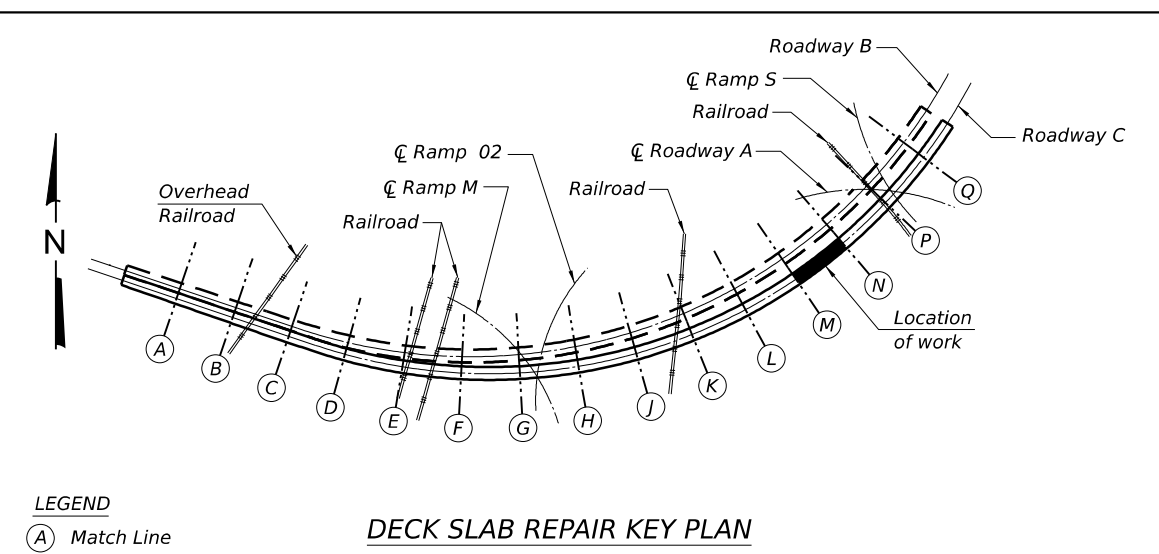 Roadway B
℄ Ramp S
Railroad
Roadway C
℄ Ramp 02
℄ Roadway A
℄ Ramp M
Railroad
Overhead
Railroad
Railroad
N
Q
P
N
M
L
K
J
H
G
F
E
D
C
B
A
Location
of work
LEGEND
A Match Line
DECK SLAB REPAIR KEY PLAN